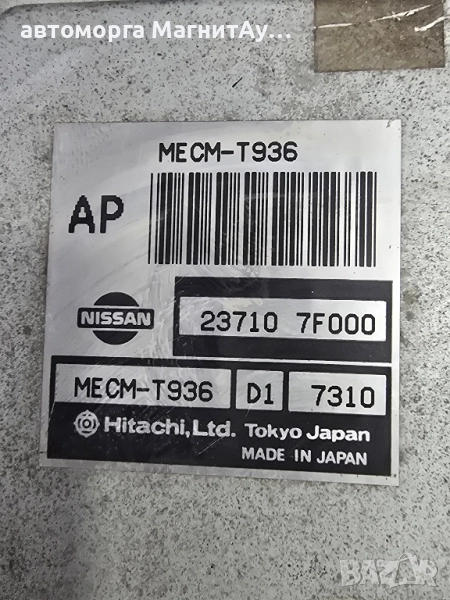 автоморга МагнитАу...
MECM-T936
AP
NISSAN
23710 7F000
MECM-T936 D1 7310
Hitachi, Ltd. Tokyo Japan
MADE IN JAPAN
BAZAR